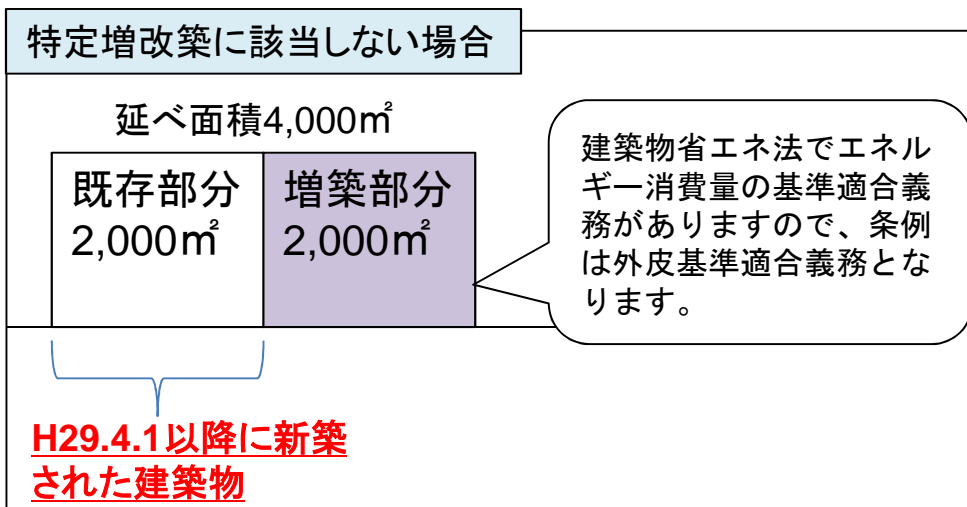 特定増改築に該当しない場合
延べ面積4,000㎡
既存部分
2,000㎡
増築部分
2,000㎡
建築物省エネ法でエネル
ギー消費量の基準適合義
務がありますので、条例
は外皮基準適合義務とな
ります。
H29.4.1以降に新築
された建築物